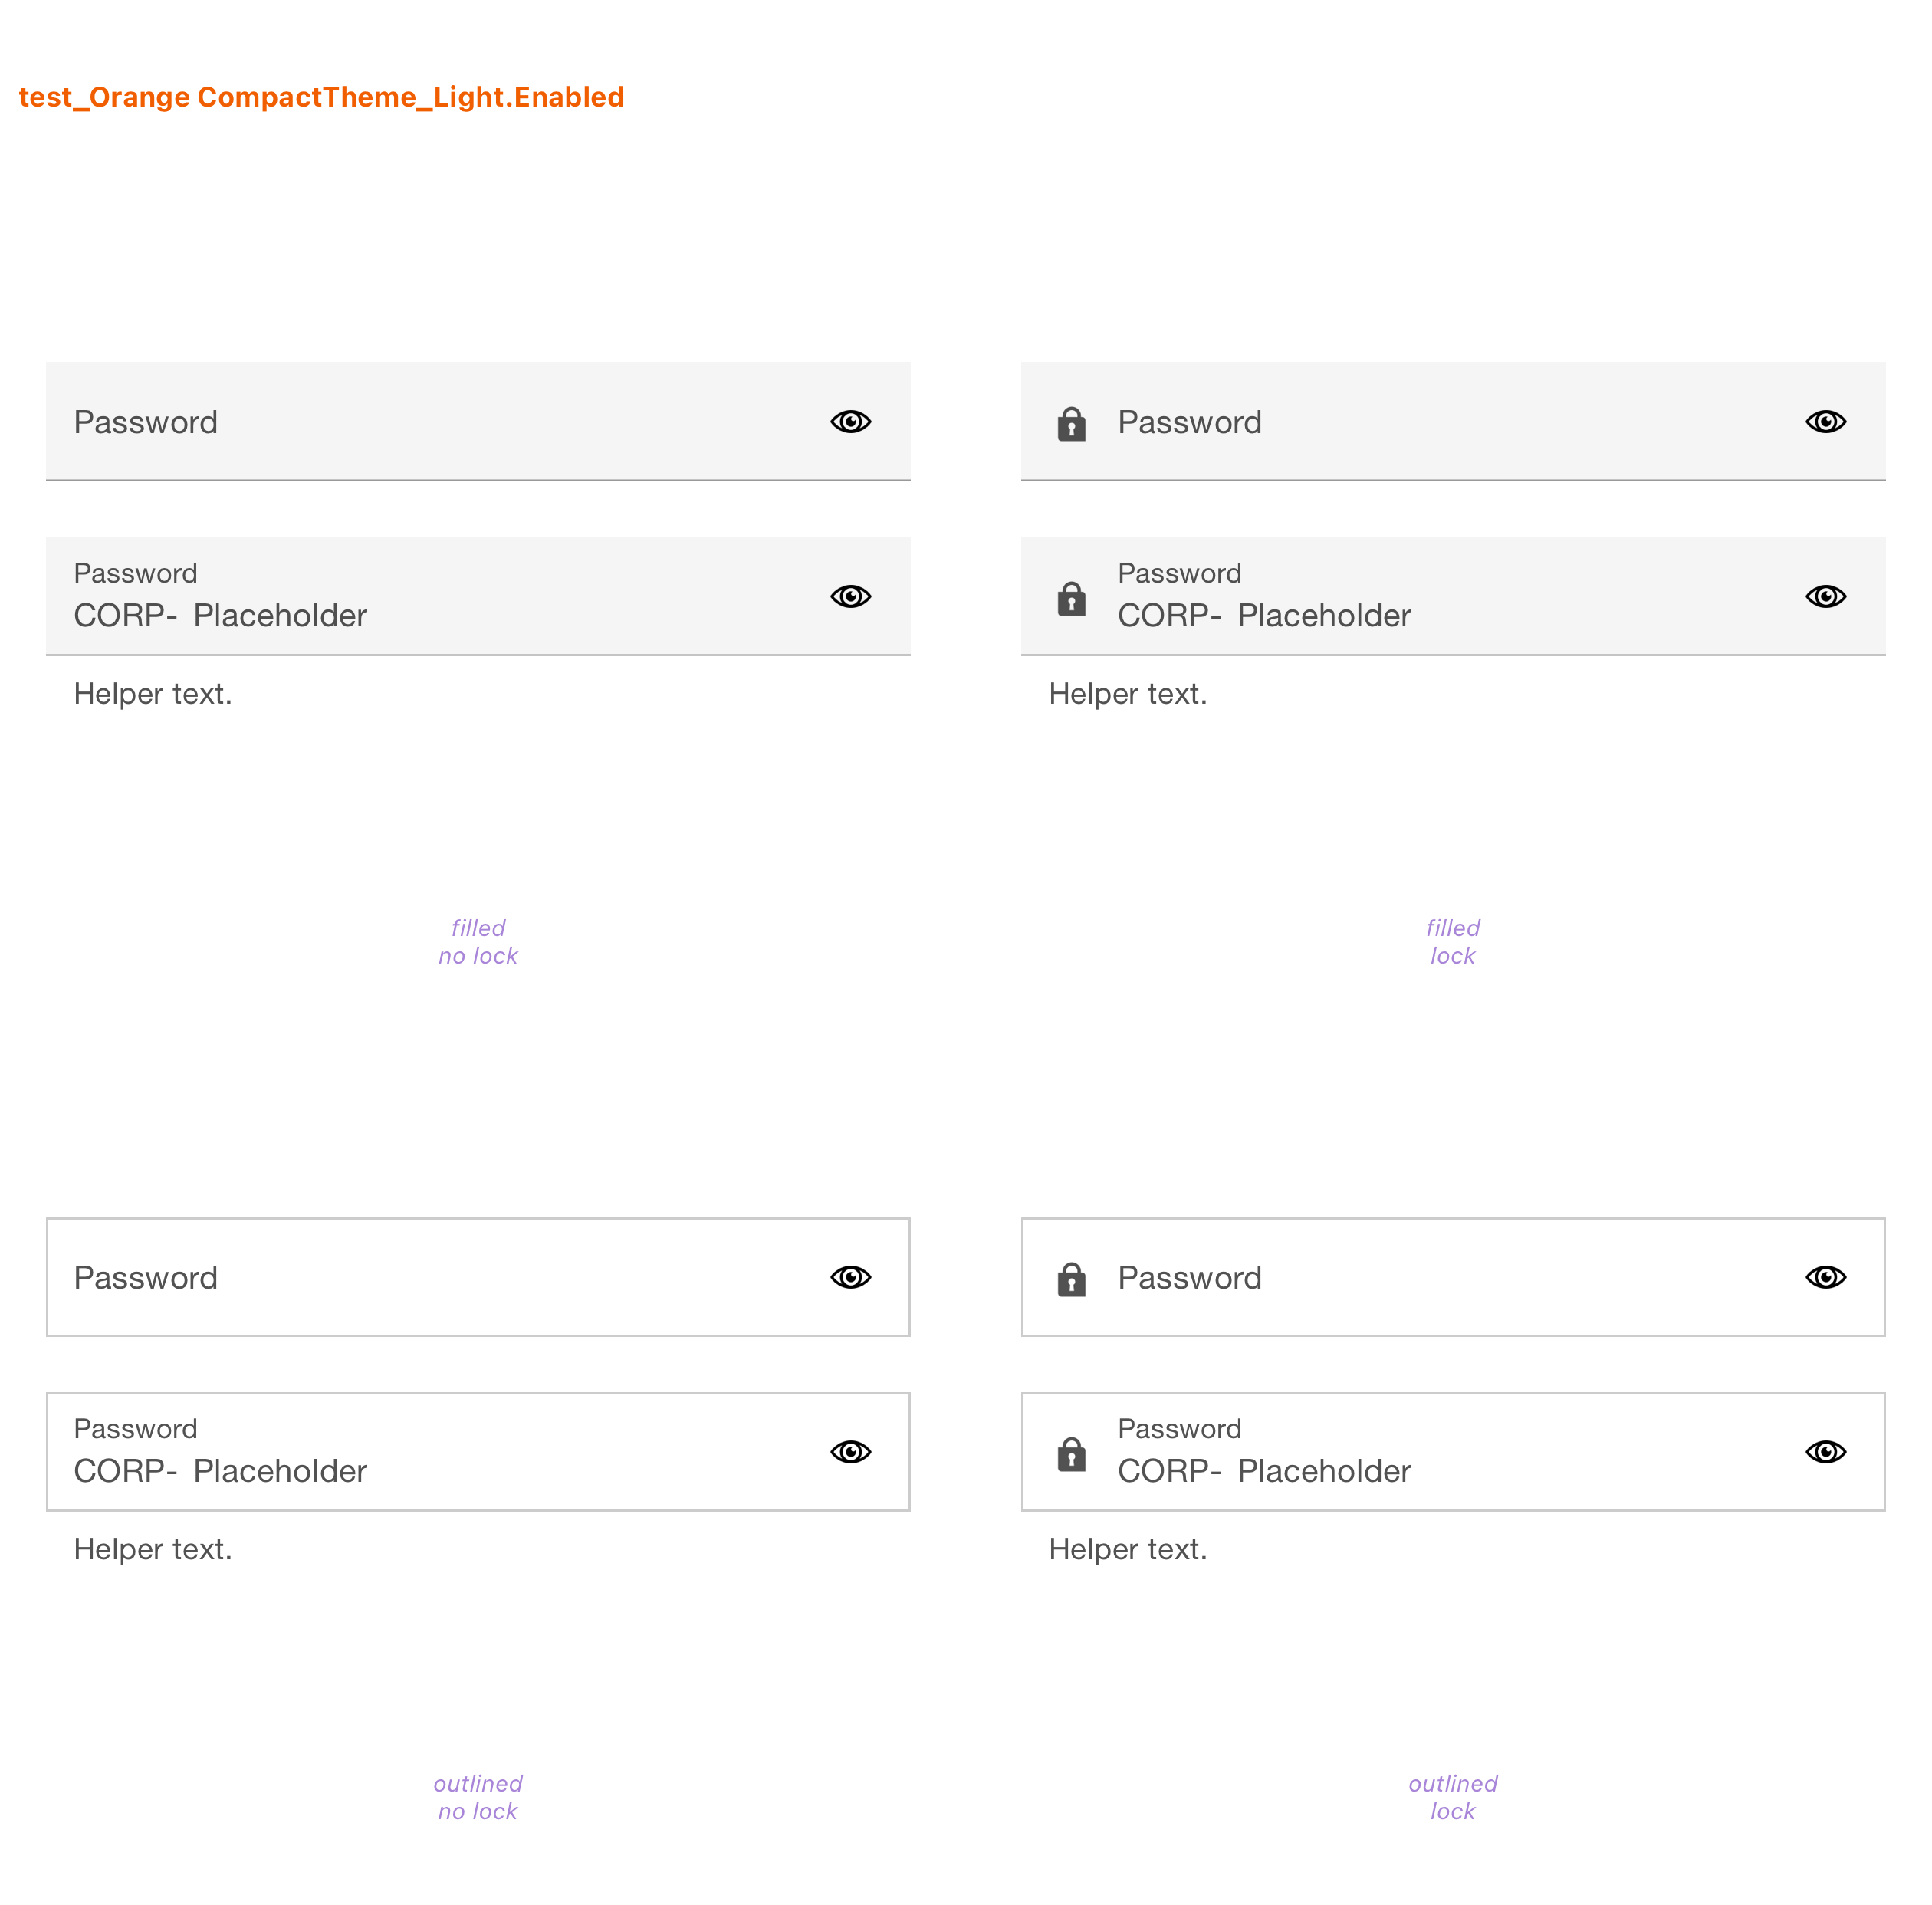 test_Orange CompactTheme_Light.Enabled
Password
Password
CORP- Placeholder
Helper text.
filled
no lock
Password
Password
CORP- Placeholder
Helper text.
filled
lock
Password
Password
CORP- Placeholder
Helper text.
outlined
no lock
Password
Password
CORP- Placeholder
Helper text.
outlined
lock